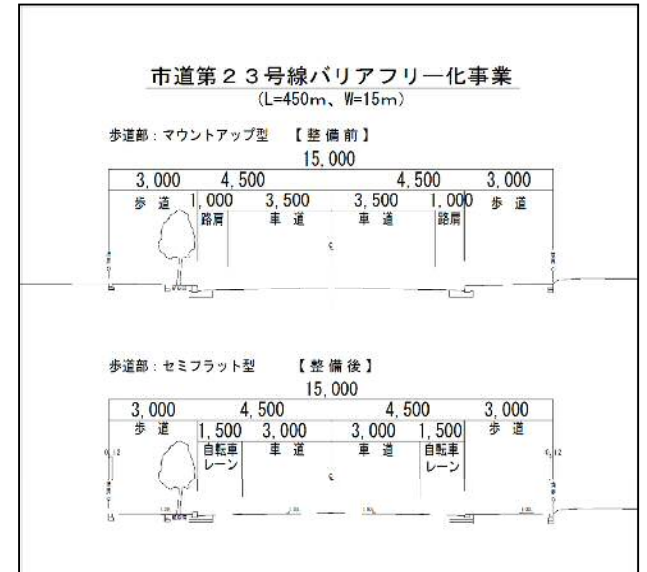 市道第23号線バリアフリー化事業
(L=450m、W=15m)
歩道部：マウントアップ型 【整備前】
15,000
3,000 4,500 4,500 3,000
歩道 1,000 3,500 3,500 1,000 歩道
路肩 車道 車道 路肩
歩道部：セミフラット型 【整備後】
15,000
3,000 4,500 4,500 3,000
歩道 1,500 3,000 3,000 1,500 歩道
自転車 車道 車道 自転車
レーン レーン